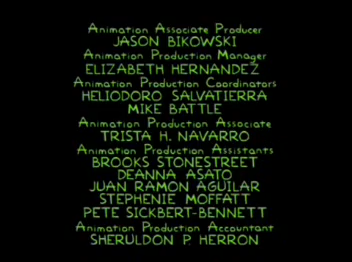 Animation Associate Producer
JASON BIKOWSKI
Animation Production Manager
ELIZABETH HERNANDEZ
Animation Production Coordinators
HELIODORO SALVATIERRA
MIKE BATTLE
Animation Production Associate
TRISTA H. NAVARRO
Animation Production Assistants
BROOKS STONESTREET
DEANNA ASATO
JUAN RAMON AGUILAR
STEPHENIE MOFFATT
PETE SICKBERT-BENNETT
Animation Production Accountant
SHERULDON P. HERRON